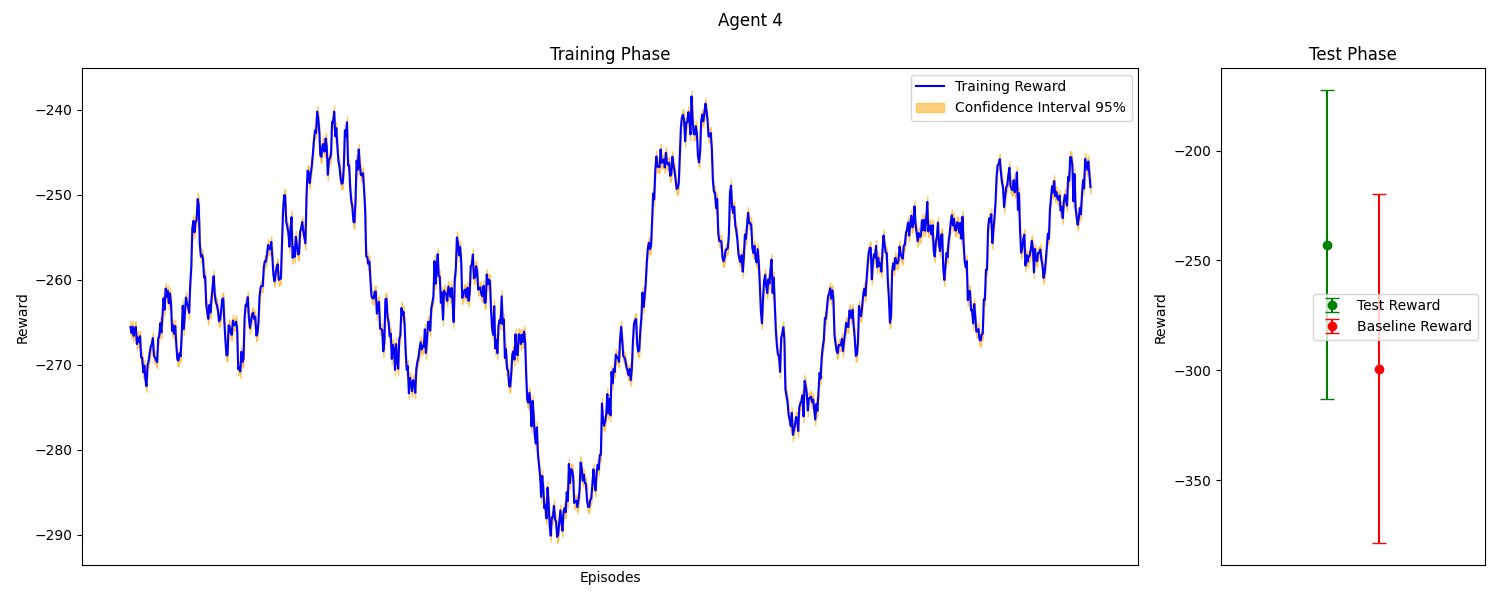 Agent 4
Training Phase
Reward
−240
−250
−260
−270
−280
−290
Episodes
Training Reward
Confidence Interval 95%
Test Phase
Reward
−200
−250
−300
−350
Test Reward
Baseline Reward